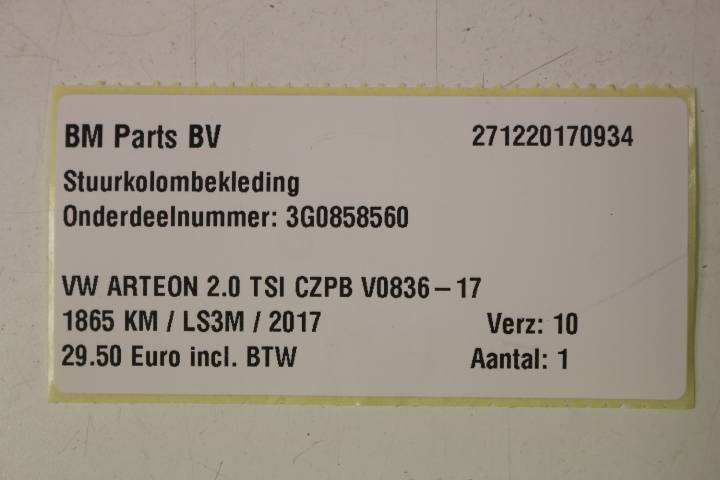 BM Parts BV 271220170934
Stuurkolombekleding
Onderdeelnummer: 3G0858560
VW ARTEON 2.0 TSI CZPB V0836-17
1865 KM / LS3M / 2017 Verz: 10
29.50 Euro incl. BTW Aantal: 1